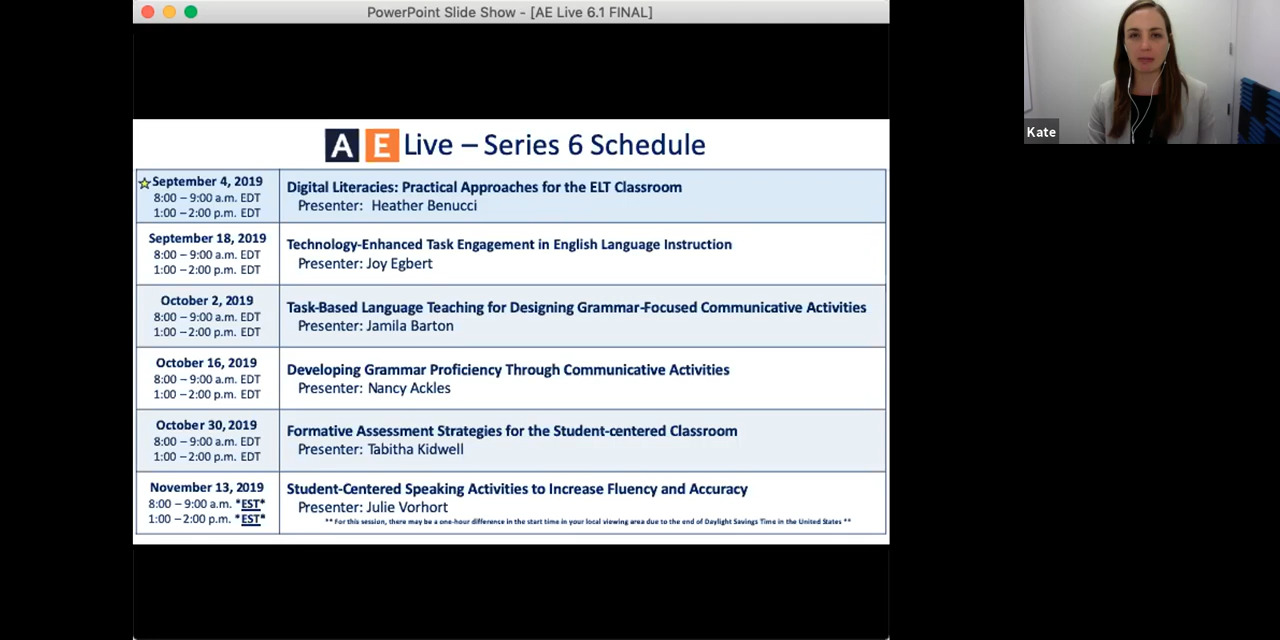 PowerPoint Slide Show - [AE Live 6.1 FINAL]
Kate
A E Live – Series 6 Schedule
September 4, 2019
8:00 – 9:00 a.m. EDT
1:00 – 2:00 p.m. EDT
Digital Literacies: Practical Approaches for the ELT Classroom
Presenter: Heather Benucci
September 18, 2019
8:00 – 9:00 a.m. EDT
1:00 – 2:00 p.m. EDT
Technology-Enhanced Task Engagement in English Language Instruction
Presenter: Joy Egbert
October 2, 2019
8:00 – 9:00 a.m. EDT
1:00 – 2:00 p.m. EDT
Task-Based Language Teaching for Designing Grammar-Focused Communicative Activities
Presenter: Jamila Barton
October 16, 2019
8:00 – 9:00 a.m. EDT
1:00 – 2:00 p.m. EDT
Developing Grammar Proficiency Through Communicative Activities
Presenter: Nancy Ackles
October 30, 2019
8:00 – 9:00 a.m. EDT
1:00 – 2:00 p.m. EDT
Formative Assessment Strategies for the Student-centered Classroom
Presenter: Tabitha Kidwell
November 13, 2019
8:00 – 9:00 a.m. *EST*
1:00 – 2:00 p.m. *EST*
Student-Centered Speaking Activities to Increase Fluency and Accuracy
Presenter: Julie Vorhort
** For this session, there may be a one-hour difference in the start time in your local viewing area due to the end of Daylight Savings Time in the United States **